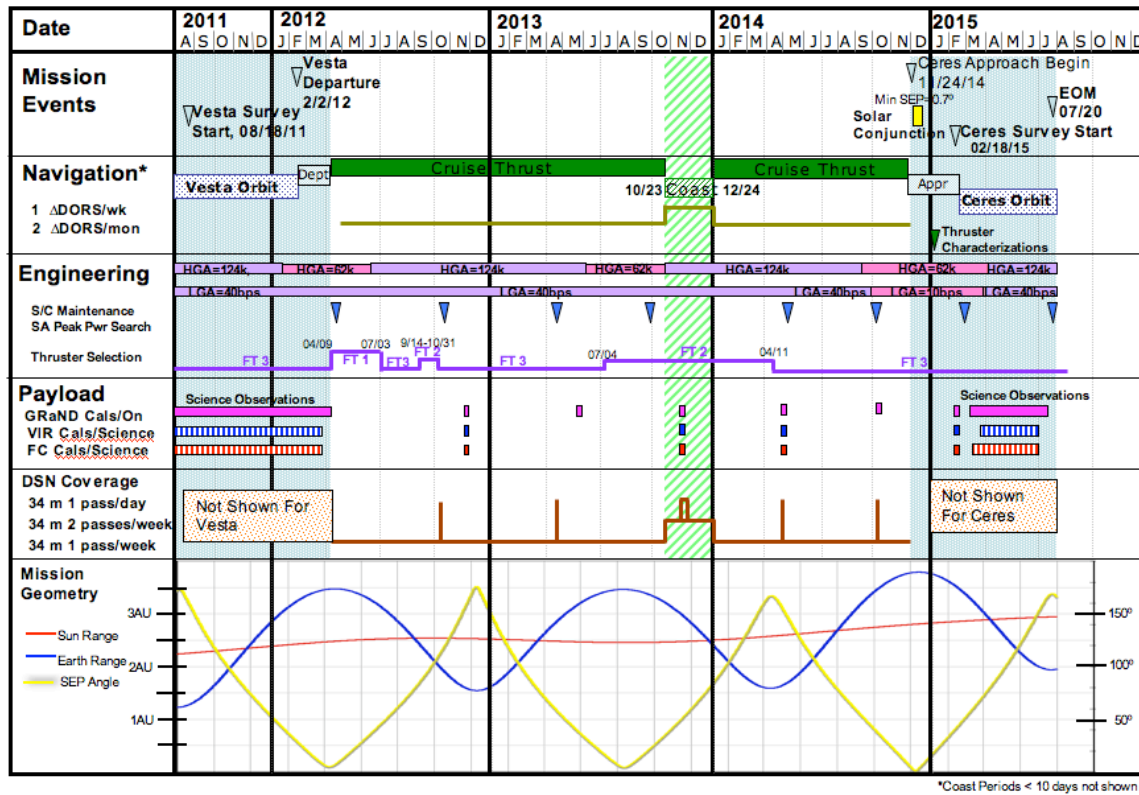 Date
2011 2012 2013 2014 2015
A S O N D J F M A M J J A S O N D J F M A M J J A S O N D J F M A M J J A S O N D J F M A M J J A S O N D
Mission Events
Vesta Survey Start, 08/18/11
Vesta Departure 2/2/12
Ceres Approach Begin 11/24/14
Min SEP=0.7º
Solar Conjunction
Ceres Survey Start 02/18/15
EOM 07/20
Navigation*
1 ΔDORS/wk
2 ΔDORS/mon
Vesta Orbit
Dept
Cruise Thrust
10/23 Coast 12/24
Cruise Thrust
Appr
Ceres Orbit
Thruster Characterizations
Engineering
HGA=124k, HGA=62k HGA=124k HGA=62k HGA=124k HGA=62k HGA=124k
LGA=40bps LGA=40bps LGA=40bps LGA=10bps LGA=40bps
S/C Maintenance
SA Peak Pwr Search
Thruster Selection
04/09 07/03 9/14-10/31 07/04 04/11
FT 3 FT 1 FT3 FT 2 FT 3 FT 2 FT 3
Payload
Science Observations Science Observations
GRaND Cals/On
VIR Cals/Science
FC Cals/Science
DSN Coverage
34 m 1 pass/day
34 m 2 passes/week
34 m 1 pass/week
Not Shown For Vesta
Not Shown For Ceres
Mission Geometry
3AU
2AU
1AU
Sun Range
Earth Range
SEP Angle
150º
100º
50º
*Coast Periods < 10 days not shown